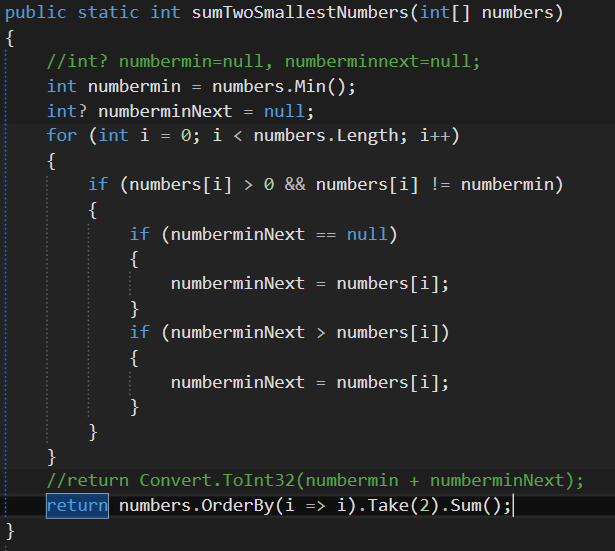 public static int sumTwoSmallestNumbers(int[] numbers)
{
    //int? numbermin=null, numberminnext=null;
    int numbermin = numbers.Min();
    int? numberminNext = null;
    for (int i = 0; i < numbers.Length; i++)
    {
        if (numbers[i] > 0 && numbers[i] != numbermin)
        {
            if (numberminNext == null)
            {
                numberminNext = numbers[i];
            }
            if (numberminNext > numbers[i])
            {
                numberminNext = numbers[i];
            }
        }
    }
    //return Convert.ToInt32(numbermin + numberminNext);
    return numbers.OrderBy(i => i).Take(2).Sum();
}